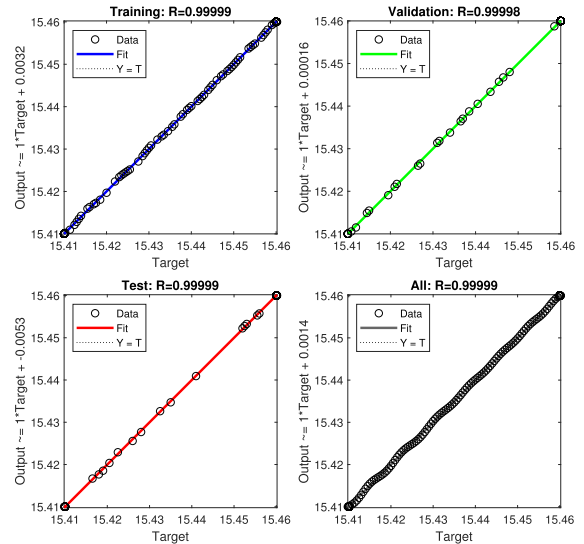 Training: R=0.99999
Output ~= 1*Target + 0.0032
15.46
15.45
15.44
15.43
15.42
15.41
Data
Fit
Y = T
15.41 15.42 15.43 15.44 15.45 15.46
Target
Validation: R=0.99998
Output ~= 1*Target + 0.00016
15.46
15.45
15.44
15.43
15.42
15.41
Data
Fit
Y = T
15.41 15.42 15.43 15.44 15.45 15.46
Target
Test: R=0.99999
Output ~= 1*Target + -0.0053
15.46
15.45
15.44
15.43
15.42
15.41
Data
Fit
Y = T
15.41 15.42 15.43 15.44 15.45 15.46
Target
All: R=0.99999
Output ~= 1*Target + 0.0014
15.46
15.45
15.44
15.43
15.42
15.41
Data
Fit
Y = T
15.41 15.42 15.43 15.44 15.45 15.46
Target